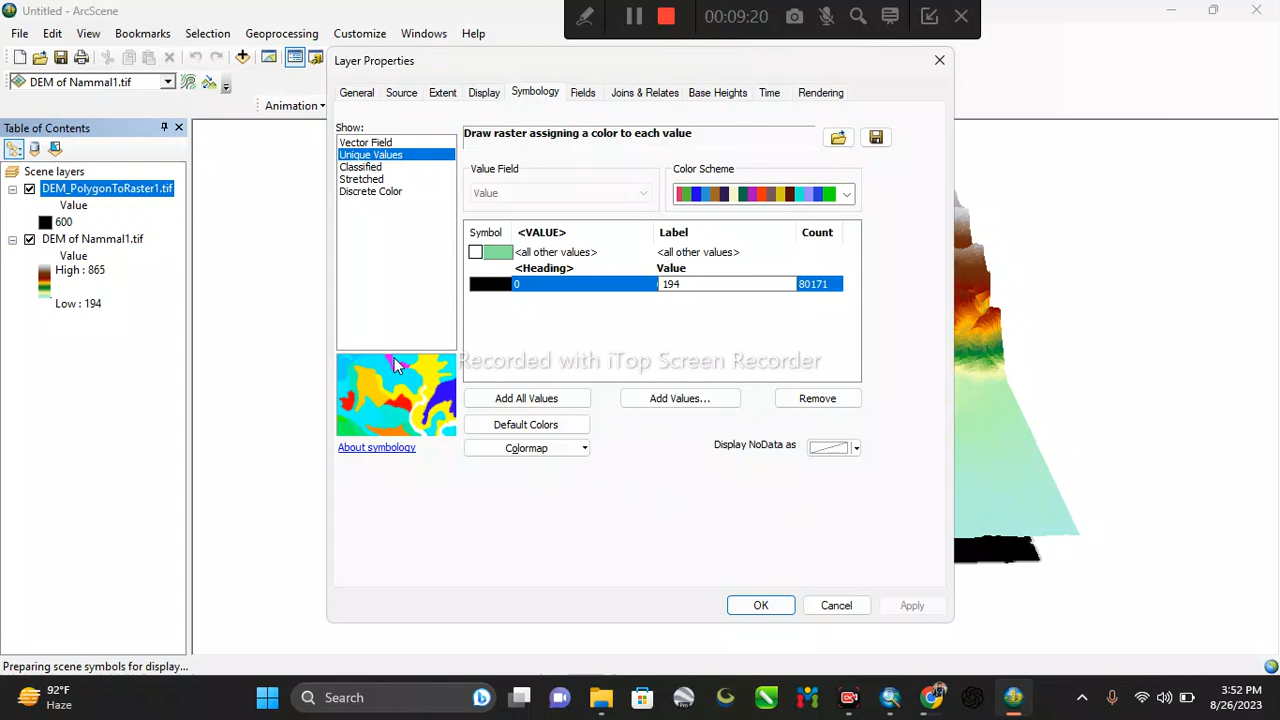 Untitled - ArcScene
00:09:20
File Edit View Bookmarks Selection Geoprocessing Customize Windows Help
DEM of Nammal1.tif
Animation
Table of Contents
Scene layers
DEM_PolygonToRaster1.tif
Value
600
DEM of Nammal1.tif
Value
High : 865
Low : 194
Layer Properties
General Source Extent Display Symbology Fields Joins & Relates Base Heights Time Rendering
Show:
Vector Field
Unique Values
Classified
Stretched
Discrete Color
About symbology
Draw raster assigning a color to each value
Value Field
Value
Color Scheme
Symbol <VALUE> Label Count
<all other values> <all other values>
<Heading> Value
0 194 80171
Recorded with iTop Screen Recorder
Add All Values Add Values... Remove
Default Colors
Colormap
Display NoData as
OK Cancel Apply
Preparing scene symbols for display...
92°F
Haze
Search
3:52 PM
8/26/2023